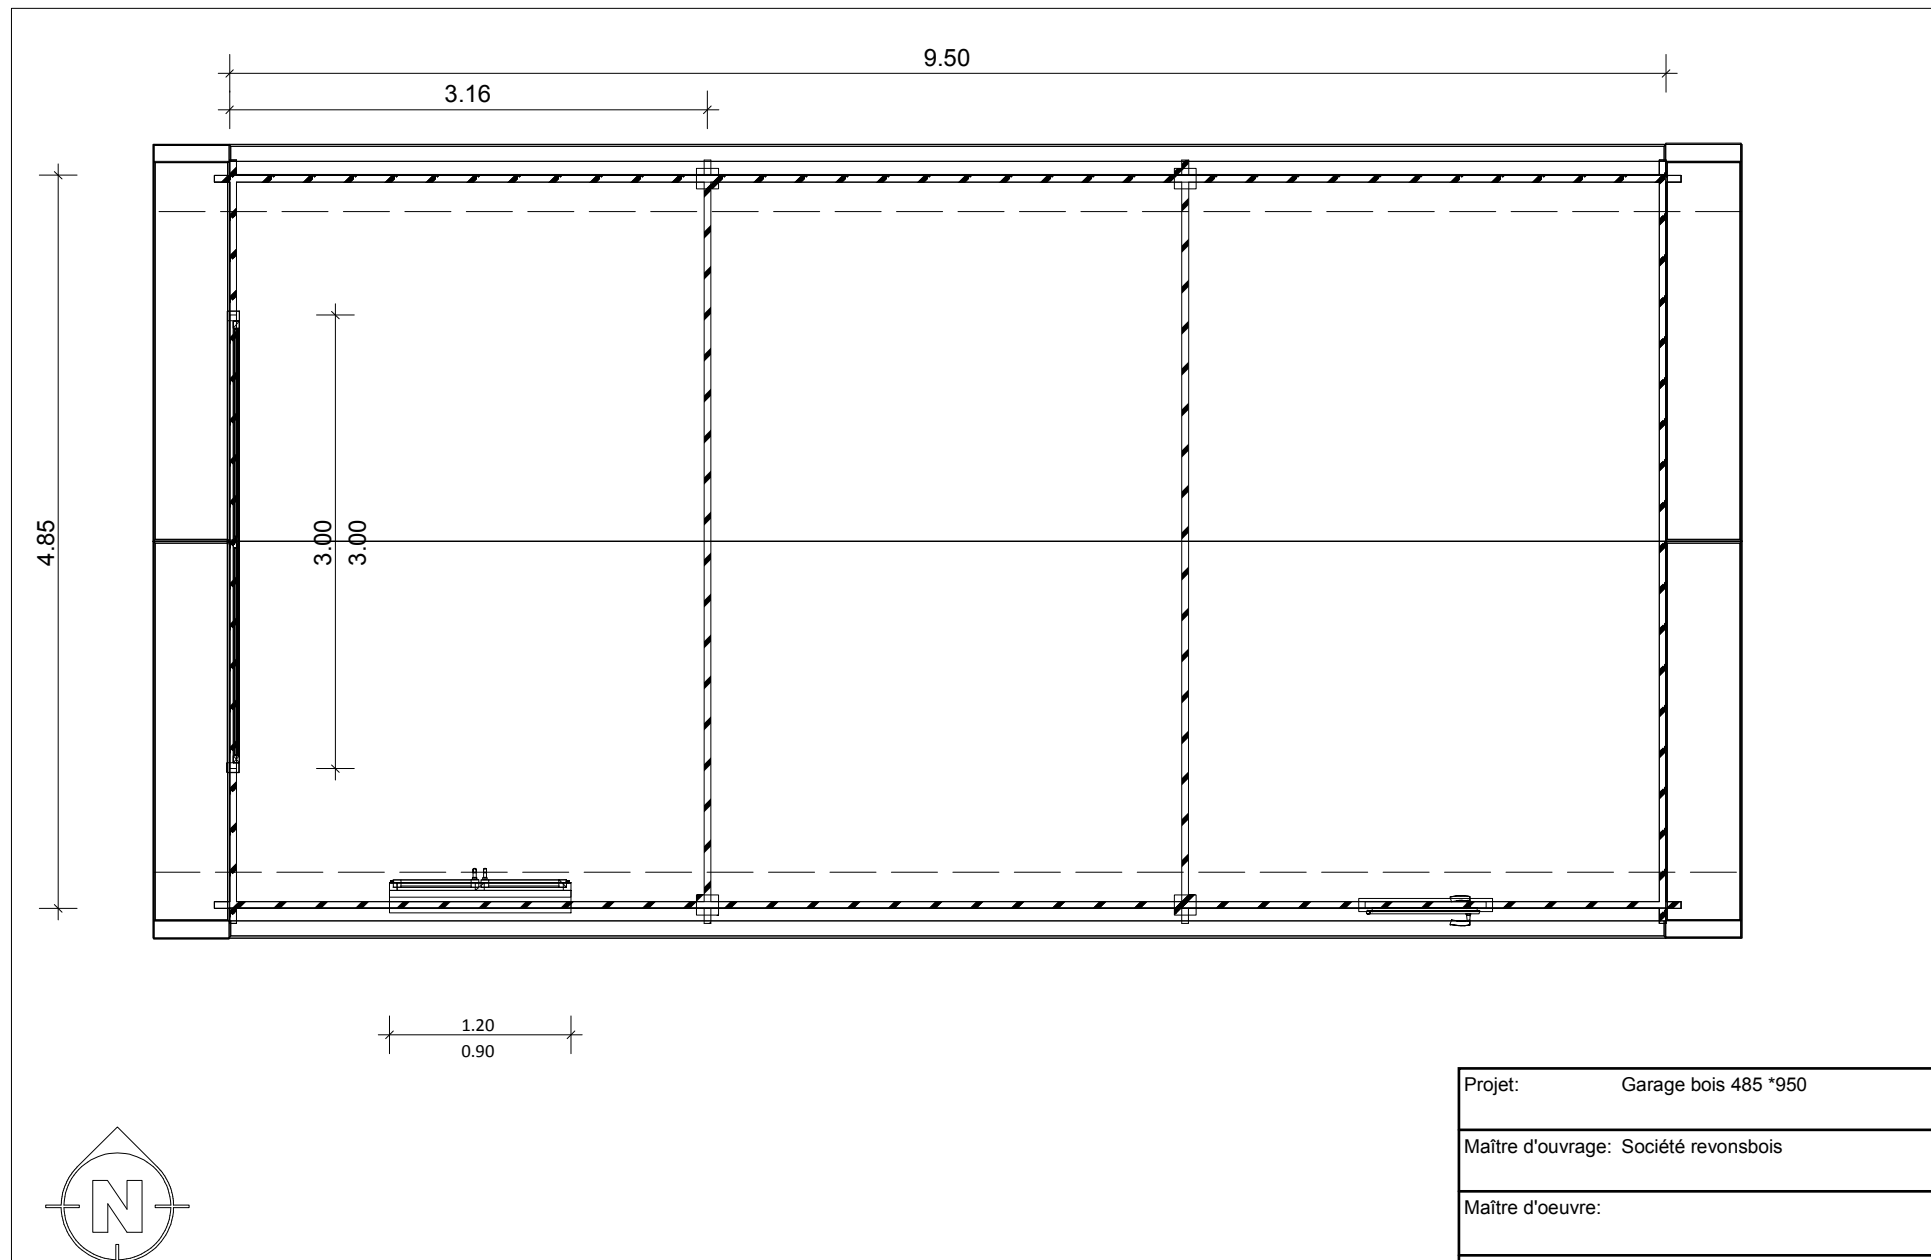 9.50
3.16
4.85
3.00
3.00
1.20
0.90
N
Projet: Garage bois 485 *950
Maître d'ouvrage: Société revonsbois
Maître d'oeuvre: